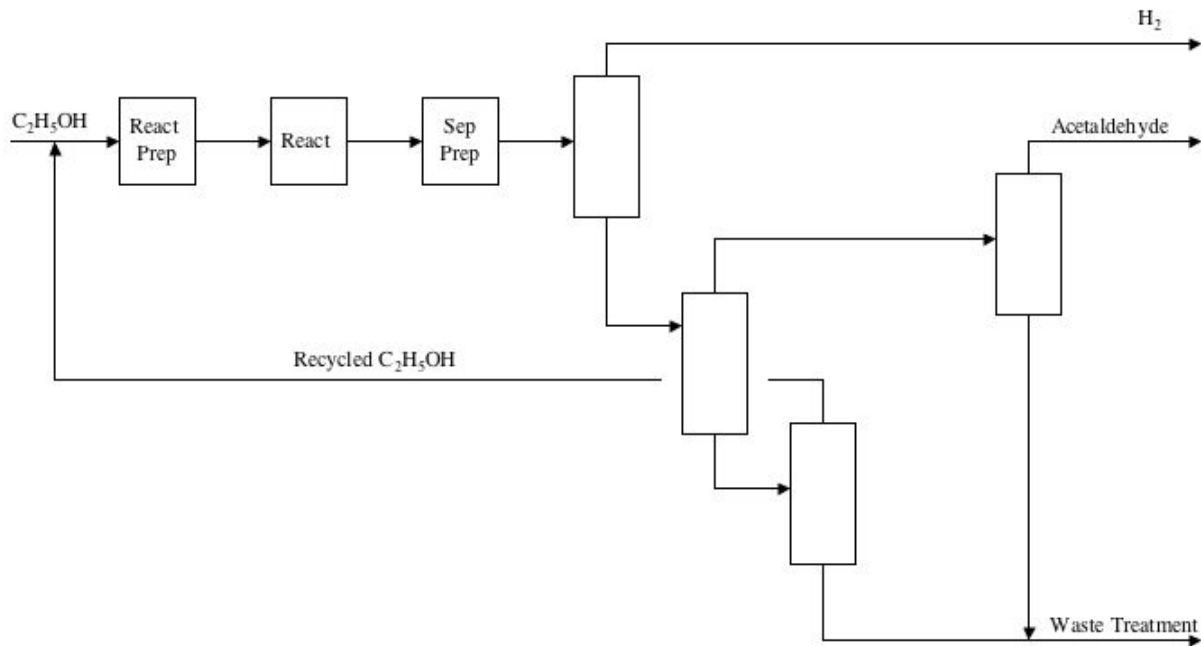 H₂
C₂H₅OH
React
Prep
React
Sep
Prep
Acetaldehyde
Recycled C₂H₅OH
Waste Treatment